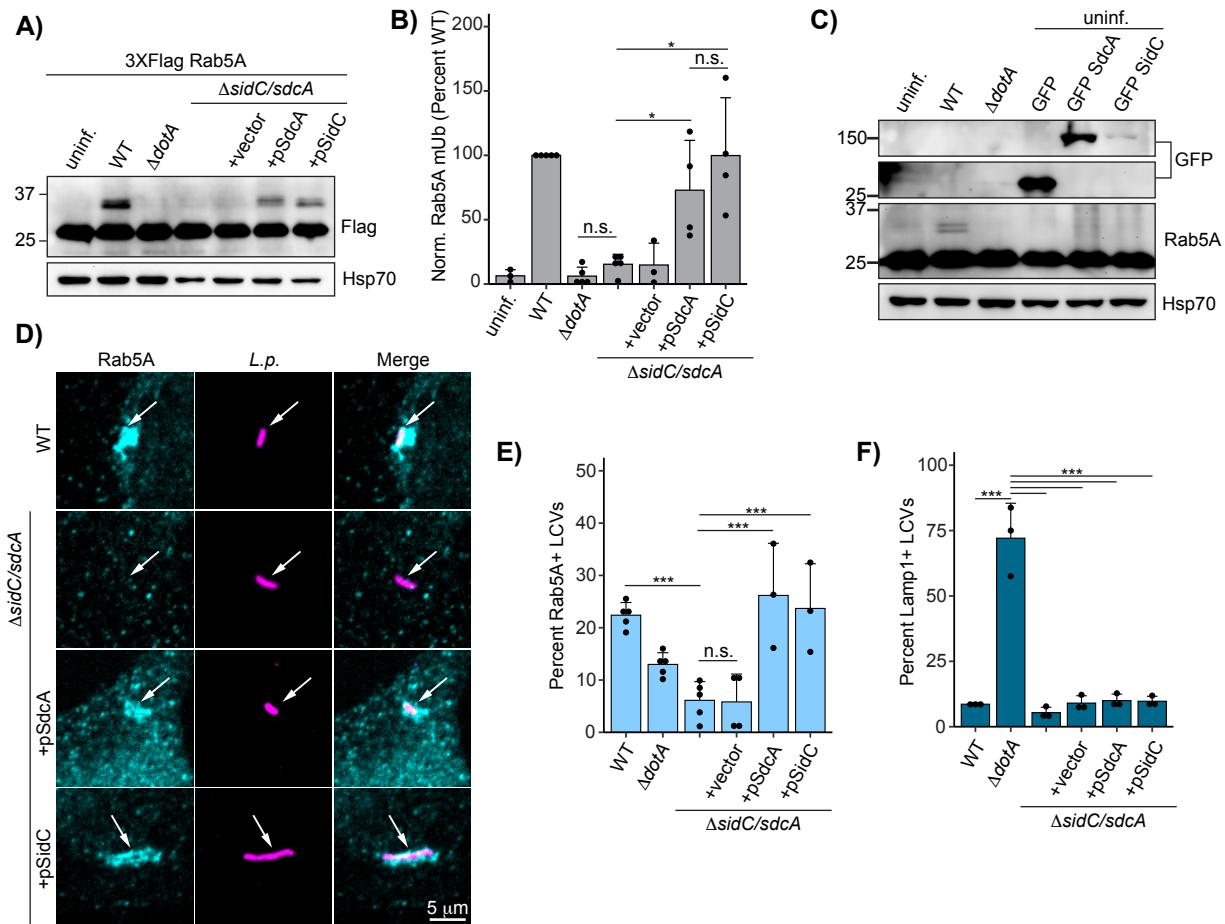 A)
3XFlag Rab5A
ΔsidC/sdcA
uninf.
WT
ΔdotA
+vector
+pSdcA
+pSidC
37
25
Flag
Hsp70
B)
Norm. Rab5A mUb (Percent WT)
200
150
100
50
0
*
n.s.
*
n.s.
uninf.
WT
ΔdotA
+vector
+pSdcA
+pSidC
ΔsidC/sdcA
C)
uninf.
uninf.
WT
ΔdotA
GFP
GFP SdcA
GFP SidC
150
25
GFP
37
25
Rab5A
Hsp70
D)
Rab5A
L.p.
Merge
WT
ΔsidC/sdcA
+pSdcA
+pSidC
5 µm
E)
Percent Rab5A+ LCVs
50
40
30
20
10
0
***
***
***
n.s.
WT
ΔdotA
+vector
+pSdcA
+pSidC
ΔsidC/sdcA
F)
Percent Lamp1+ LCVs
100
75
50
25
0
***
***
WT
ΔdotA
+vector
+pSdcA
+pSidC
ΔsidC/sdcA